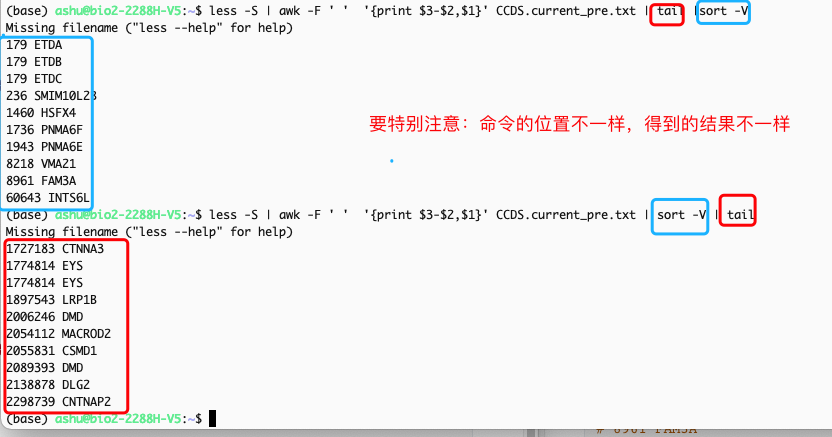 (base) ashu@bio2-2288H-V5:~$ less -S | awk -F ' '  '{print $3-$2,$1}' CCDS.current_pre.txt | tail |sort -V
Missing filename ("less --help" for help)
179 ETDA
179 ETDB
179 ETDC
236 SMIM10L2B
1460 HSFX4
1736 PNMA6F
1943 PNMA6E
8218 VMA21
8961 FAM3A
60643 INTS6L
要特别注意：命令的位置不一样，得到的结果不一样
(base) ashu@bio2-2288H-V5:~$ less -S | awk -F ' '  '{print $3-$2,$1}' CCDS.current_pre.txt | sort -V | tail
Missing filename ("less --help" for help)
1727183 CTNNA3
1774814 EYS
1774814 EYS
1897543 LRP1B
2006246 DMD
2054112 MACROD2
2055831 CSMD1
2089393 DMD
2138878 DLG2
2298739 CNTNAP2
(base) ashu@bio2-2288H-V5:~$
# 8961 FAM3A